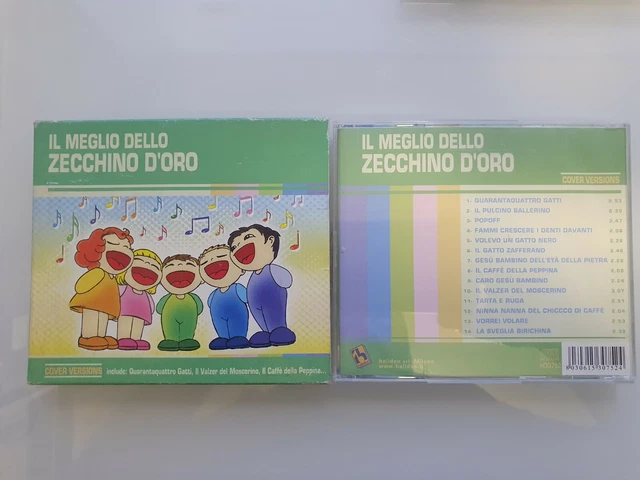 IL MEGLIO DELLO
ZECCHINO D'ORO
COVER VERSIONS include: Quarantaquattro Gatti, Il Valzer del Moscerino, Il Caffè della Peppina...
IL MEGLIO DELLO
ZECCHINO D'ORO
COVER VERSIONS
1- QUARANTAQUATTRO GATTI
2- IL PULCINO BALLERINO
3- POPOFF
4- FAMMI CRESCERE I DENTI DAVANTI
5- VOLEVO UN GATTO NERO
6- IL GATTO ZAFFERANO
7- GESÙ BAMBINO DELL'ETÀ DELLA PIETRA
8- IL CAFFÈ DELLA PEPPINA
9- CARO GESÙ BAMBINO
10- IL VALZER DEL MOSCERINO
11- TARTA E RUGA
12- NINNA NANNA DEL CHICCO DI CAFFÈ
13- VORREI VOLARE
14- LA SVEGLIA BIRICHINA
8 030615 307524